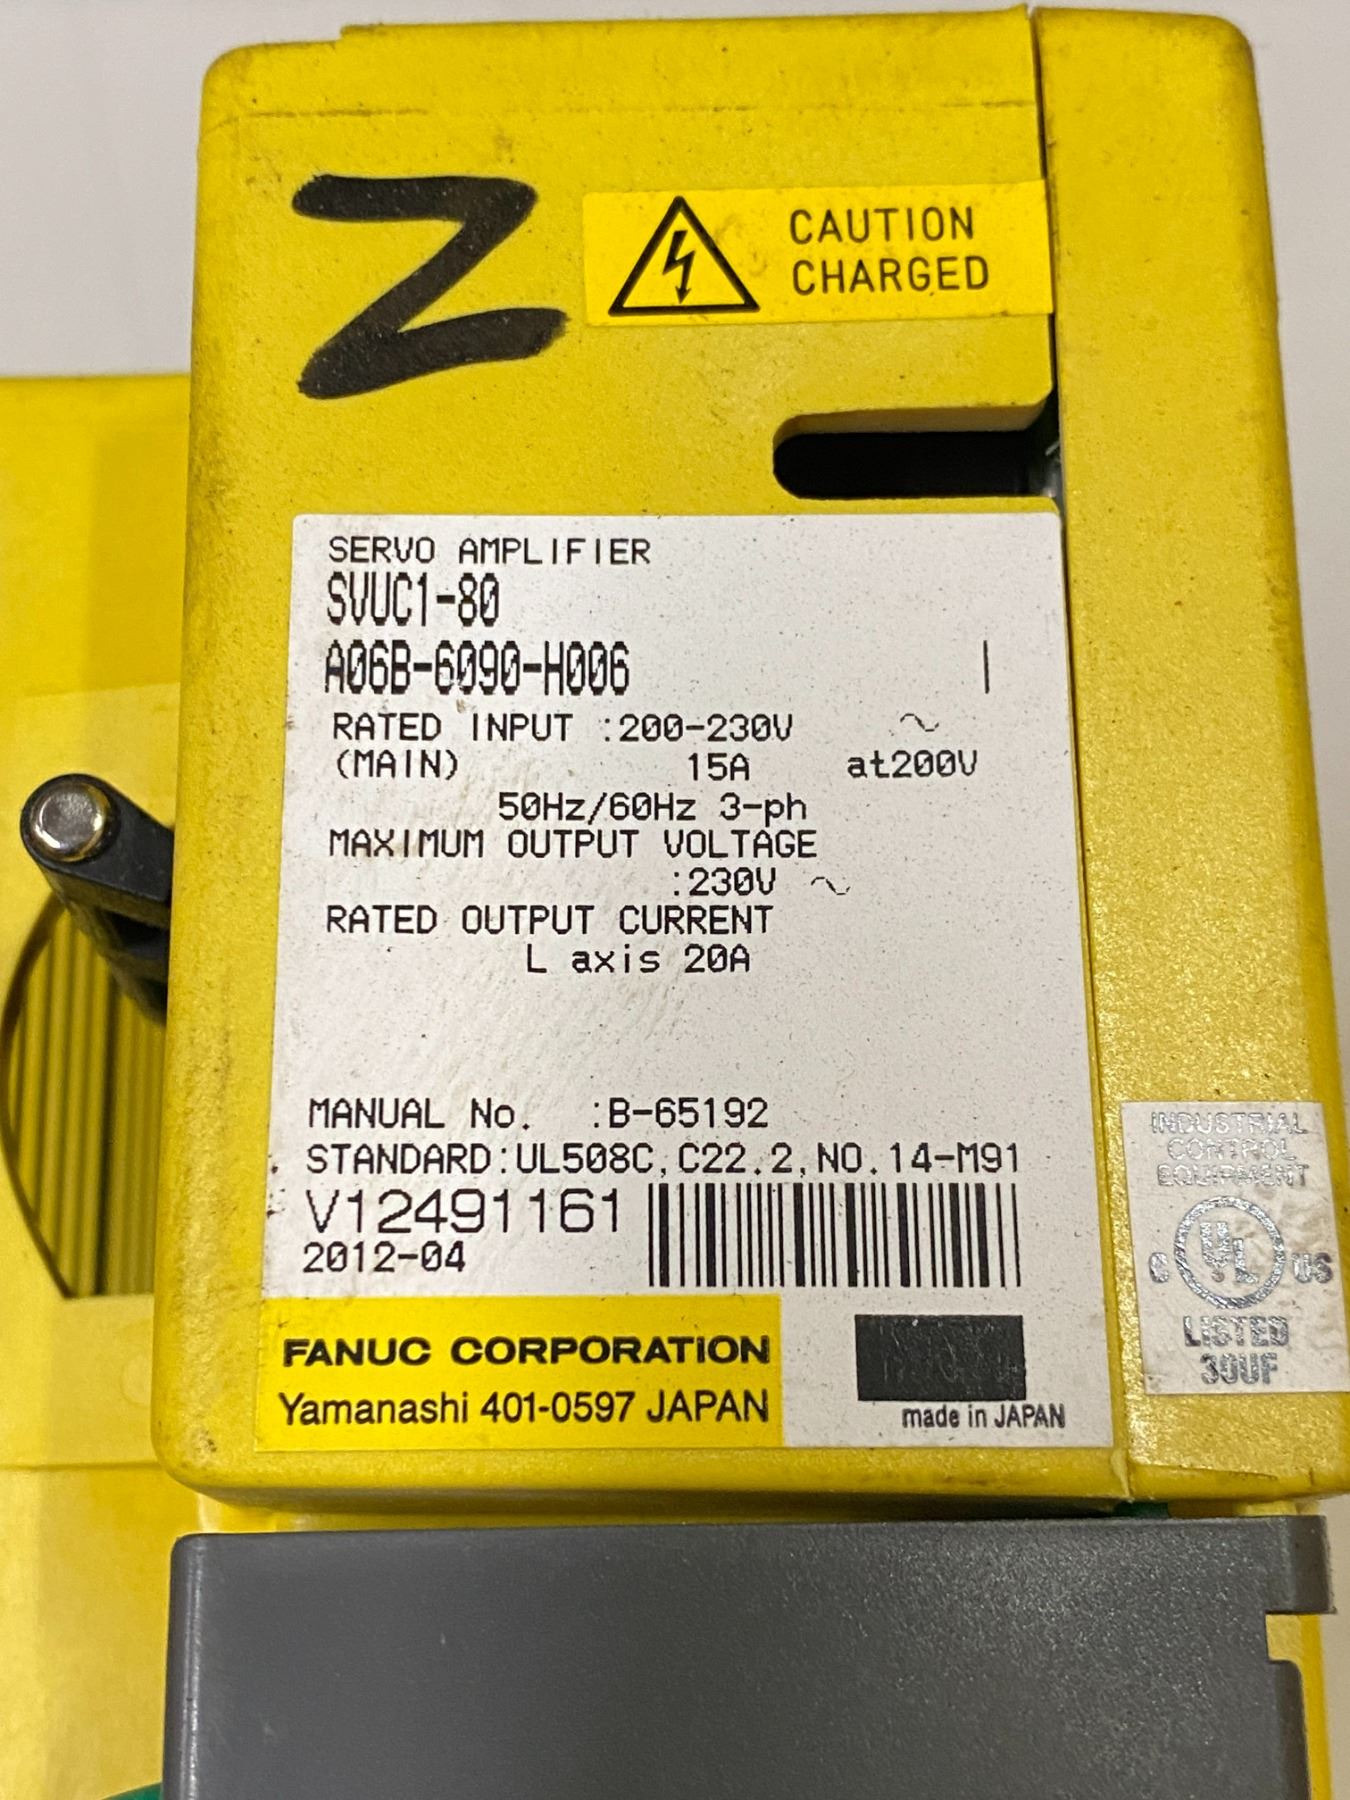 Z
CAUTION
CHARGED
SERVO AMPLIFIER
SVUC1-80
A06B-6090-H006
RATED INPUT :200-230V ~
(MAIN) 15A at200V
50Hz/60Hz 3-ph
MAXIMUM OUTPUT VOLTAGE
:230V ~
RATED OUTPUT CURRENT
L axis 20A
MANUAL No. :B-65192
STANDARD:UL508C,C22.2,NO.14-M91
V12491161
2012-04
FANUC CORPORATION
Yamanashi 401-0597 JAPAN
made in JAPAN
INDUSTRIAL
CONTROL
EQUIPMENT
C UL US
LISTED
30UF